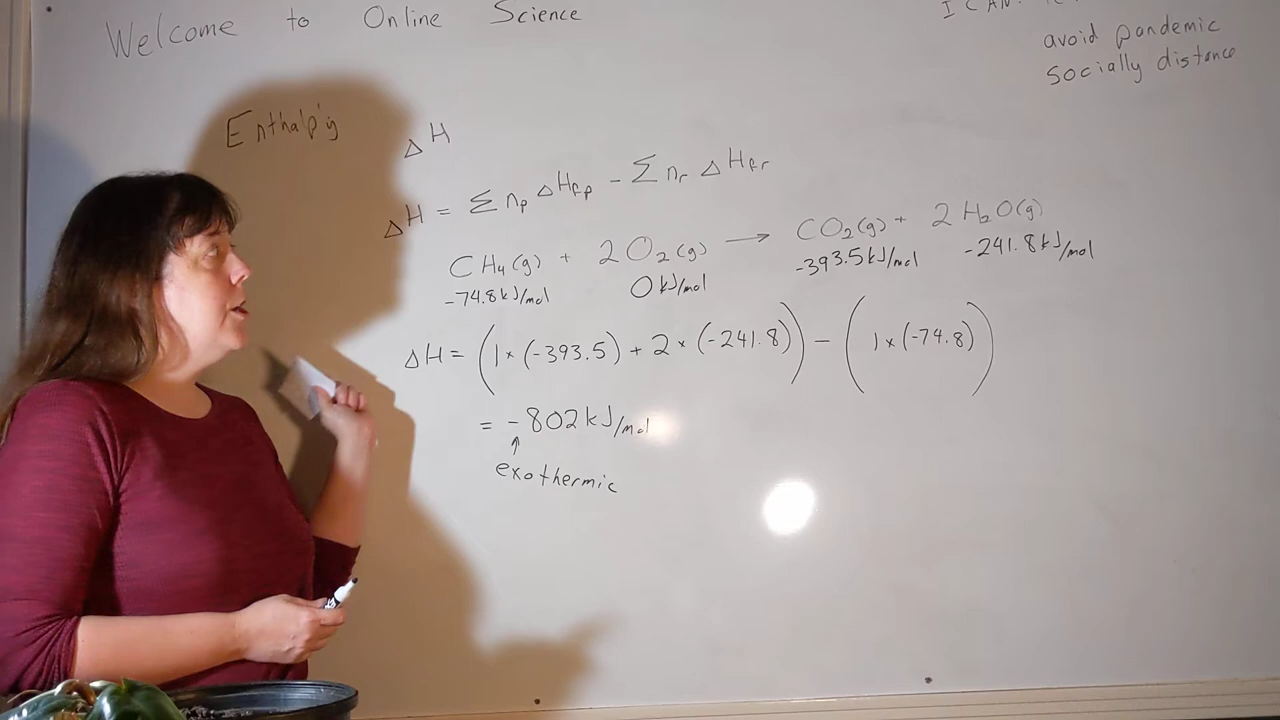 Welcome to Online Science
I CAN:
avoid pandemic
socially distance
Enthalpy ΔH
ΔH = Σ nₚ ΔHfₚ - Σ nᵣ ΔHfᵣ
CH₄(g) + 2O₂(g) → CO₂(g) + 2H₂O(g)
-74.8kJ/mol 0kJ/mol -393.5kJ/mol -241.8kJ/mol
ΔH = (1×(-393.5) + 2×(-241.8)) - (1×(-74.8))
= -802kJ/mol
↑
exothermic